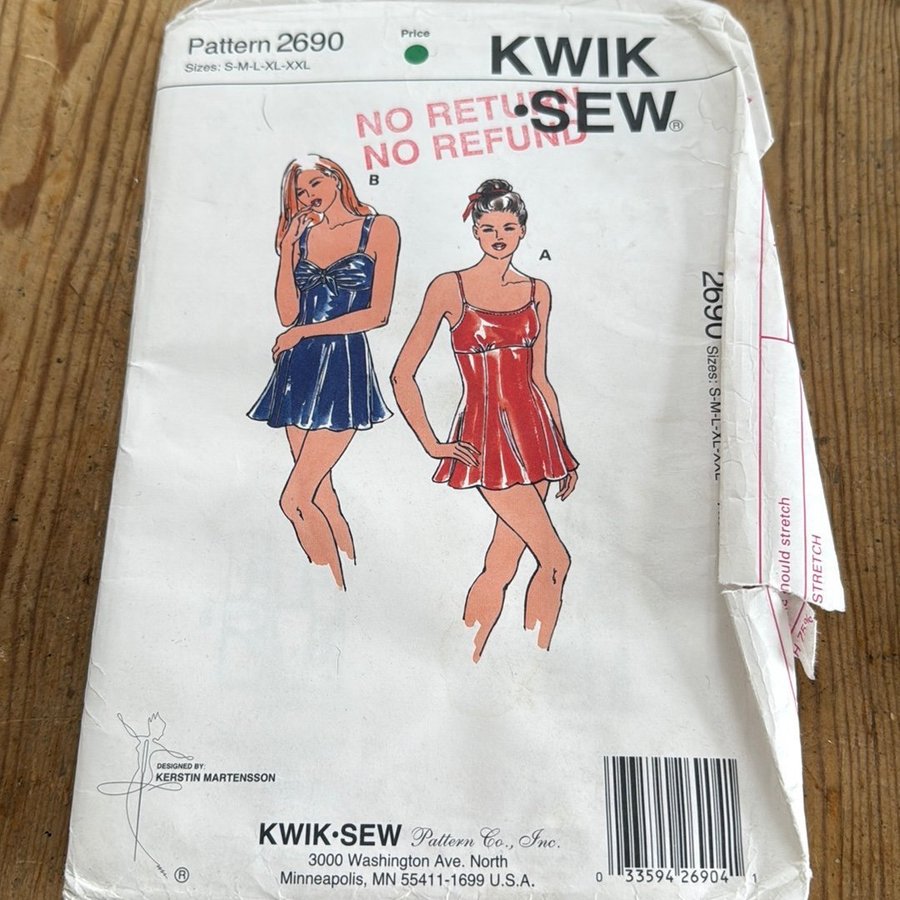 Pattern 2690
Sizes: S-M-L-XL-XXL
Price
KWIK
•SEW®
NO RETURN
NO REFUND
B
A
2690 Sizes: S-M-L-XL-XXL
hould stretch
STRETCH
H 75%
DESIGNED BY:
KERSTIN MARTENSSON
®
KWIK•SEW Pattern Co., Inc.
3000 Washington Ave. North
Minneapolis, MN 55411-1699 U.S.A.
0 33594 26904 1